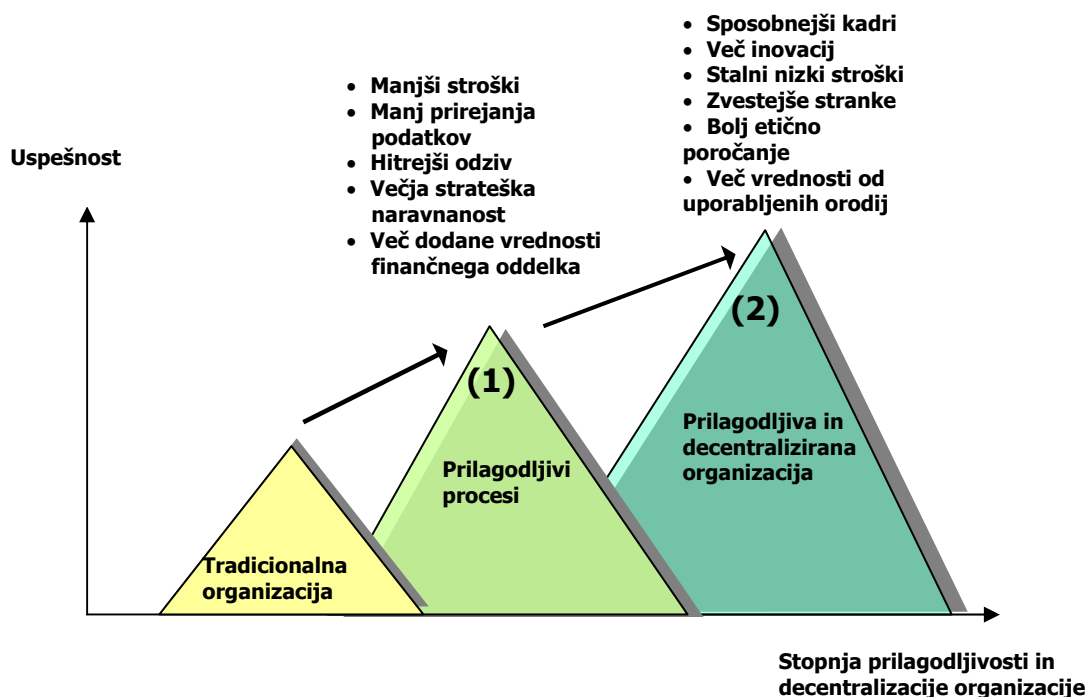 Uspešnost
• Manjši stroški
• Manj prirejanja
podatkov
• Hitrejši odziv
• Večja strateška
naravnanost
• Več dodane vrednosti
finančnega oddelka
• Sposobnejši kadri
• Več inovacij
• Stalni nizki stroški
• Zvestejše stranke
• Bolj etično
poročanje
• Več vrednosti od
uporabljenih orodij
Tradicionalna
organizacija
(1)
Prilagodljivi
procesi
(2)
Prilagodljiva in
decentralizirana
organizacija
Stopnja prilagodljivosti in
decentralizacije organizacije